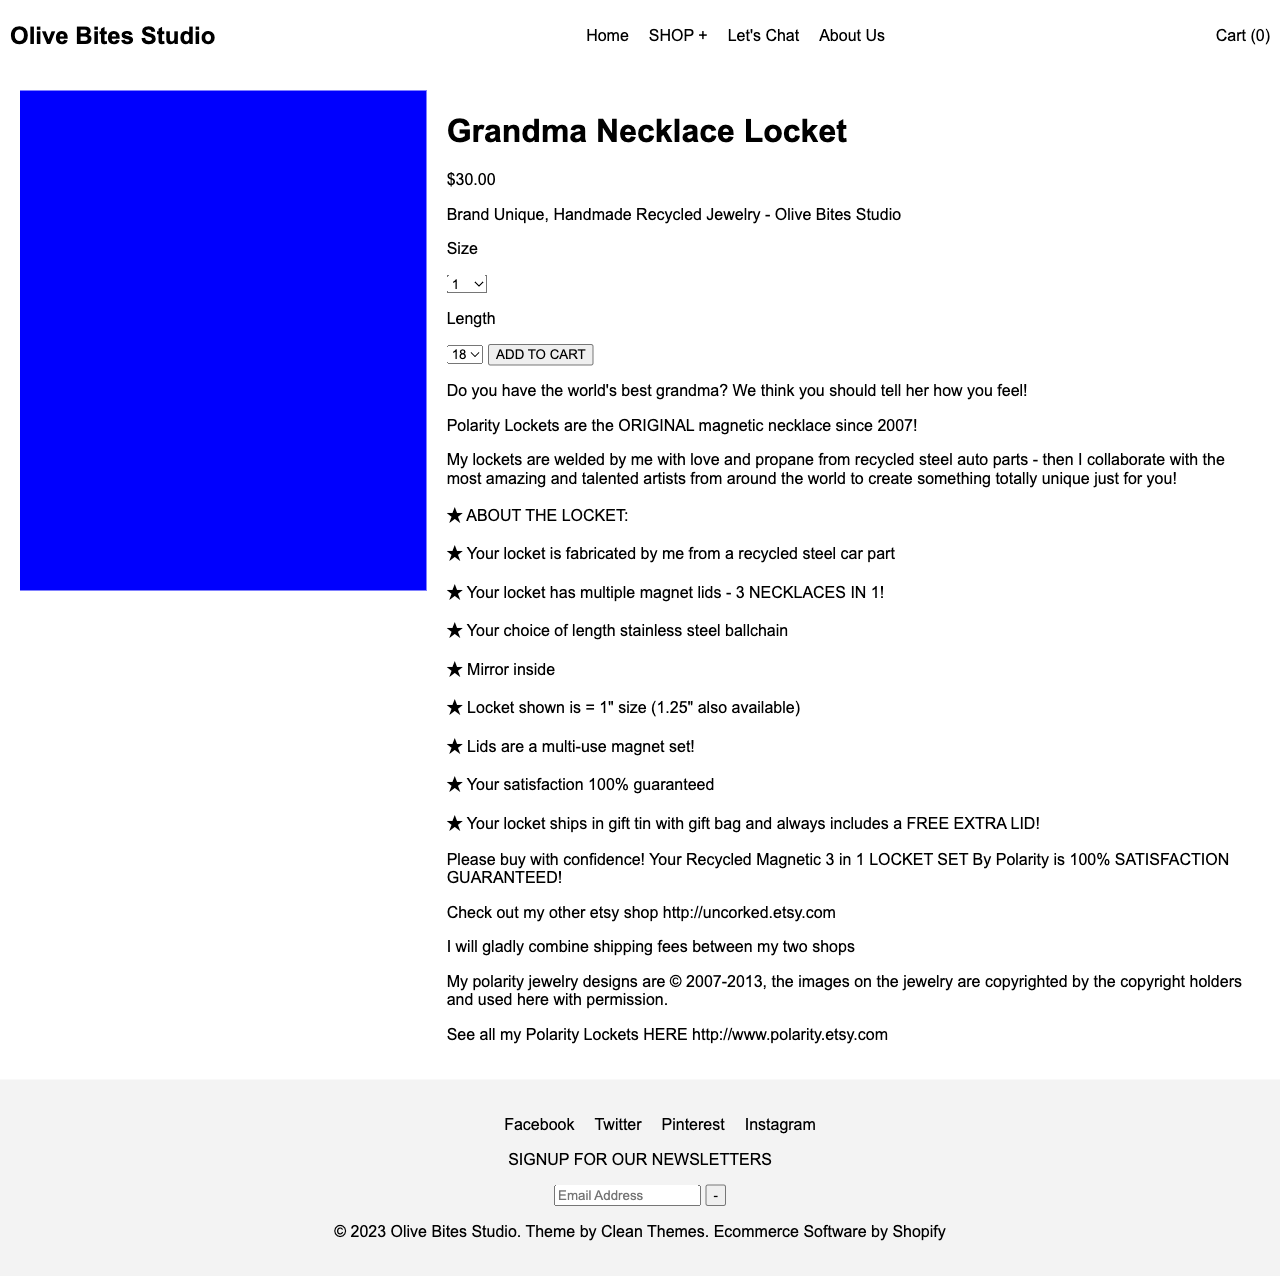 Olive Bites Studio
Home SHOP + Let's Chat About Us
Cart (0)
Grandma Necklace Locket
$30.00
Brand Unique, Handmade Recycled Jewelry - Olive Bites Studio
Size
1
Length
18 ADD TO CART
Do you have the world's best grandma? We think you should tell her how you feel!
Polarity Lockets are the ORIGINAL magnetic necklace since 2007!
My lockets are welded by me with love and propane from recycled steel auto parts - then I collaborate with the
most amazing and talented artists from around the world to create something totally unique just for you!
★ ABOUT THE LOCKET:
★ Your locket is fabricated by me from a recycled steel car part
★ Your locket has multiple magnet lids - 3 NECKLACES IN 1!
★ Your choice of length stainless steel ballchain
★ Mirror inside
★ Locket shown is = 1" size (1.25" also available)
★ Lids are a multi-use magnet set!
★ Your satisfaction 100% guaranteed
★ Your locket ships in gift tin with gift bag and always includes a FREE EXTRA LID!
Please buy with confidence! Your Recycled Magnetic 3 in 1 LOCKET SET By Polarity is 100% SATISFACTION
GUARANTEED!
Check out my other etsy shop http://uncorked.etsy.com
I will gladly combine shipping fees between my two shops
My polarity jewelry designs are © 2007-2013, the images on the jewelry are copyrighted by the copyright holders
and used here with permission.
See all my Polarity Lockets HERE http://www.polarity.etsy.com
Facebook Twitter Pinterest Instagram
SIGNUP FOR OUR NEWSLETTERS
Email Address -
© 2023 Olive Bites Studio. Theme by Clean Themes. Ecommerce Software by Shopify